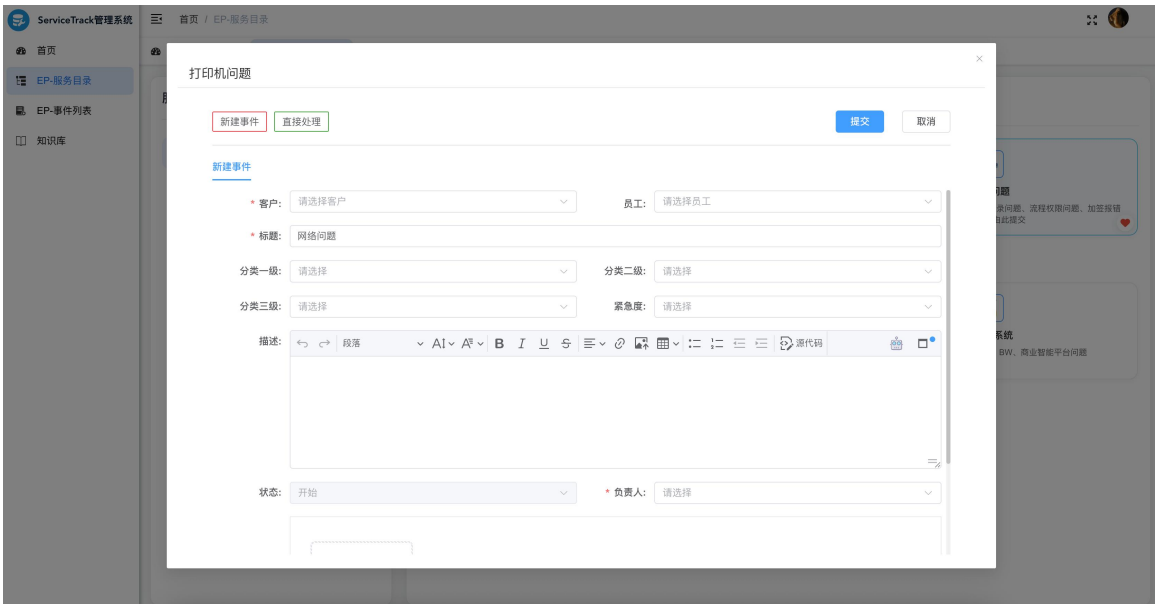 ServiceTrack管理系统
首页 / EP-服务目录
首页
EP-服务目录
EP-事件列表
知识库
打印机问题
新建事件 直接处理 提交 取消
新建事件
* 客户: 请选择客户 员工: 请选择员工
* 标题: 网络问题
分类一级: 请选择 分类二级: 请选择
分类三级: 请选择 紧急度: 请选择
描述: 段落 源代码
状态: 开始 * 负责人: 请选择
问题
录问题、流程权限问题、加签报销
由此提交
系统
BW、商业智能平台问题